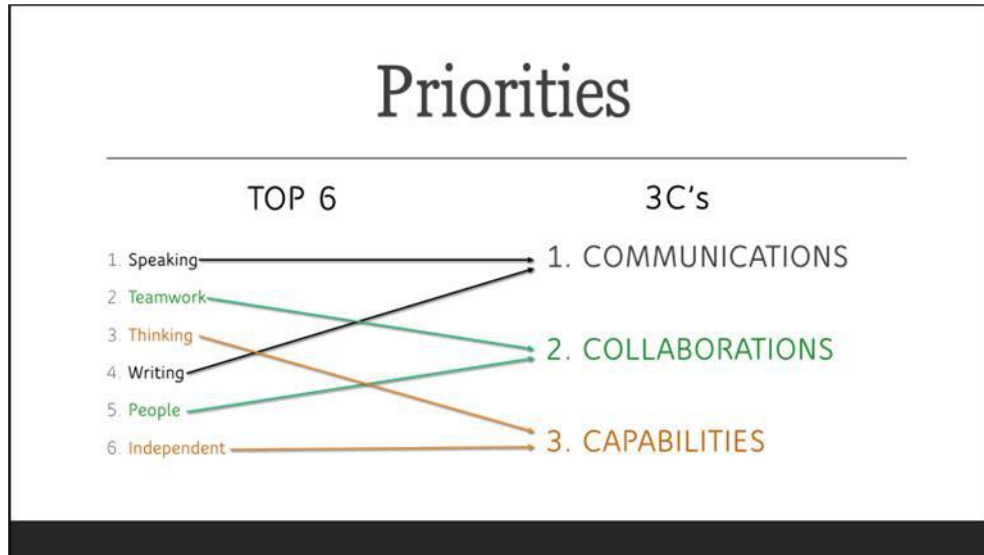 Priorities
TOP 6
1. Speaking
2. Teamwork
3. Thinking
4. Writing
5. People
6. Independent
3C's
1. COMMUNICATIONS
2. COLLABORATIONS
3. CAPABILITIES